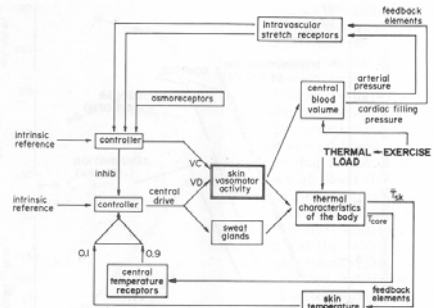 feedback
elements
intravascular
stretch receptors
arterial
pressure
central
blood
volume
cardiac filling
pressure
osmoreceptors
intrinsic
reference
controller
THERMAL EXERCISE
LOAD
VC
skin
vasomotor
activity
inhib
central
drive
VD
intrinsic
reference
controller
thermal
characteristics
of the body
T̅sk
Tcore
sweat
glands
0.1
0.9
central
temperature
receptors
feedback
elements
skin
temperature